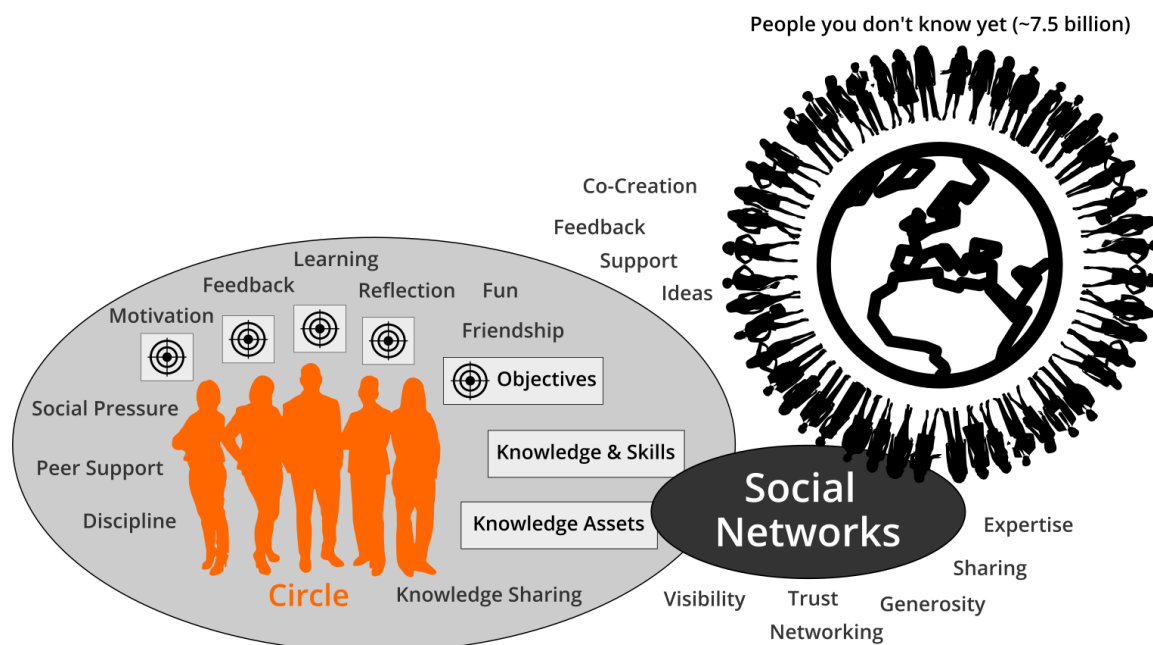 People you don't know yet (~7.5 billion)
Co-Creation
Feedback
Support
Ideas
Learning
Feedback
Reflection
Fun
Motivation
Friendship
Objectives
Social Pressure
Knowledge & Skills
Peer Support
Discipline
Knowledge Assets
Social
Networks
Expertise
Sharing
Circle
Knowledge Sharing
Visibility
Trust
Generosity
Networking